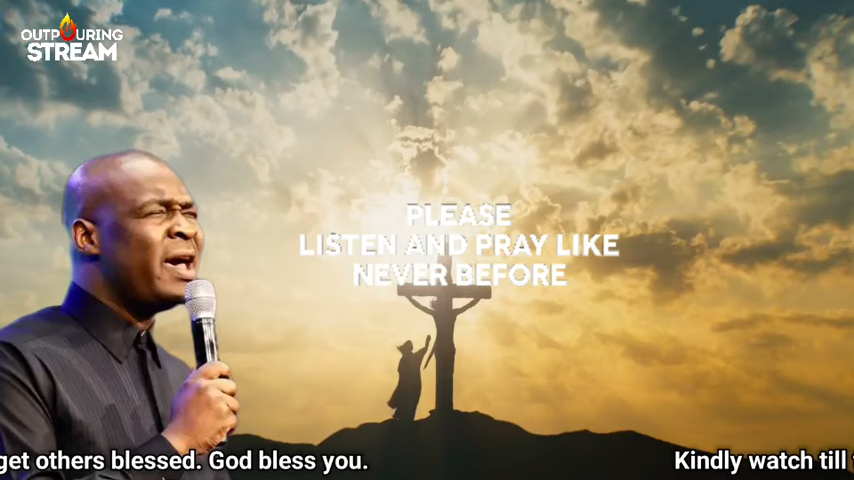 OUTPOURING
STREAM
PLEASE
LISTEN AND PRAY LIKE
NEVER BEFORE
get others blessed. God bless you.
Kindly watch till